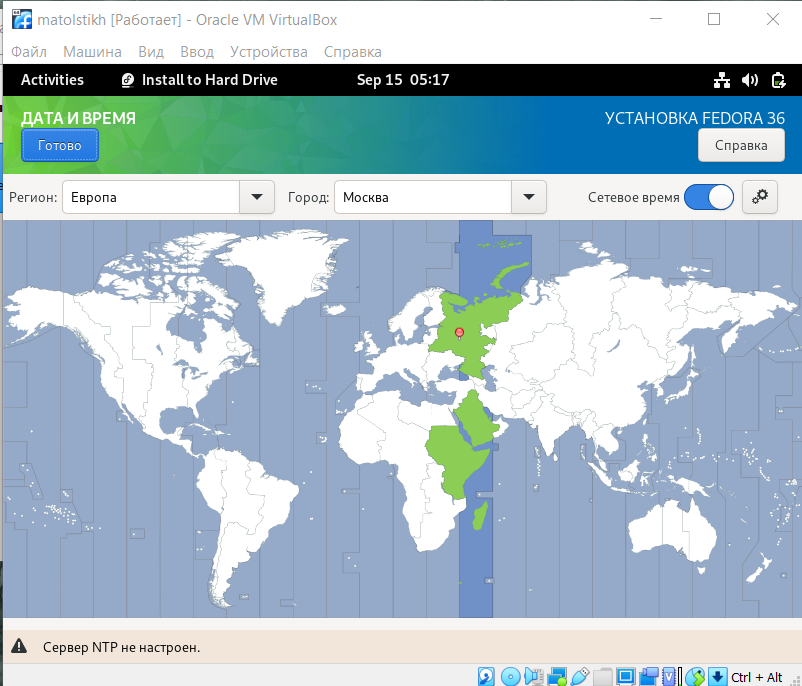 matolstikh [Работает] - Oracle VM VirtualBox
Файл Машина Вид Ввод Устройства Справка
Activities Install to Hard Drive Sep 15 05:17
ДАТА И ВРЕМЯ УСТАНОВКА FEDORA 36
Готово Справка
Регион: Европа Город: Москва Сетевое время
Сервер NTP не настроен.
Ctrl + Alt